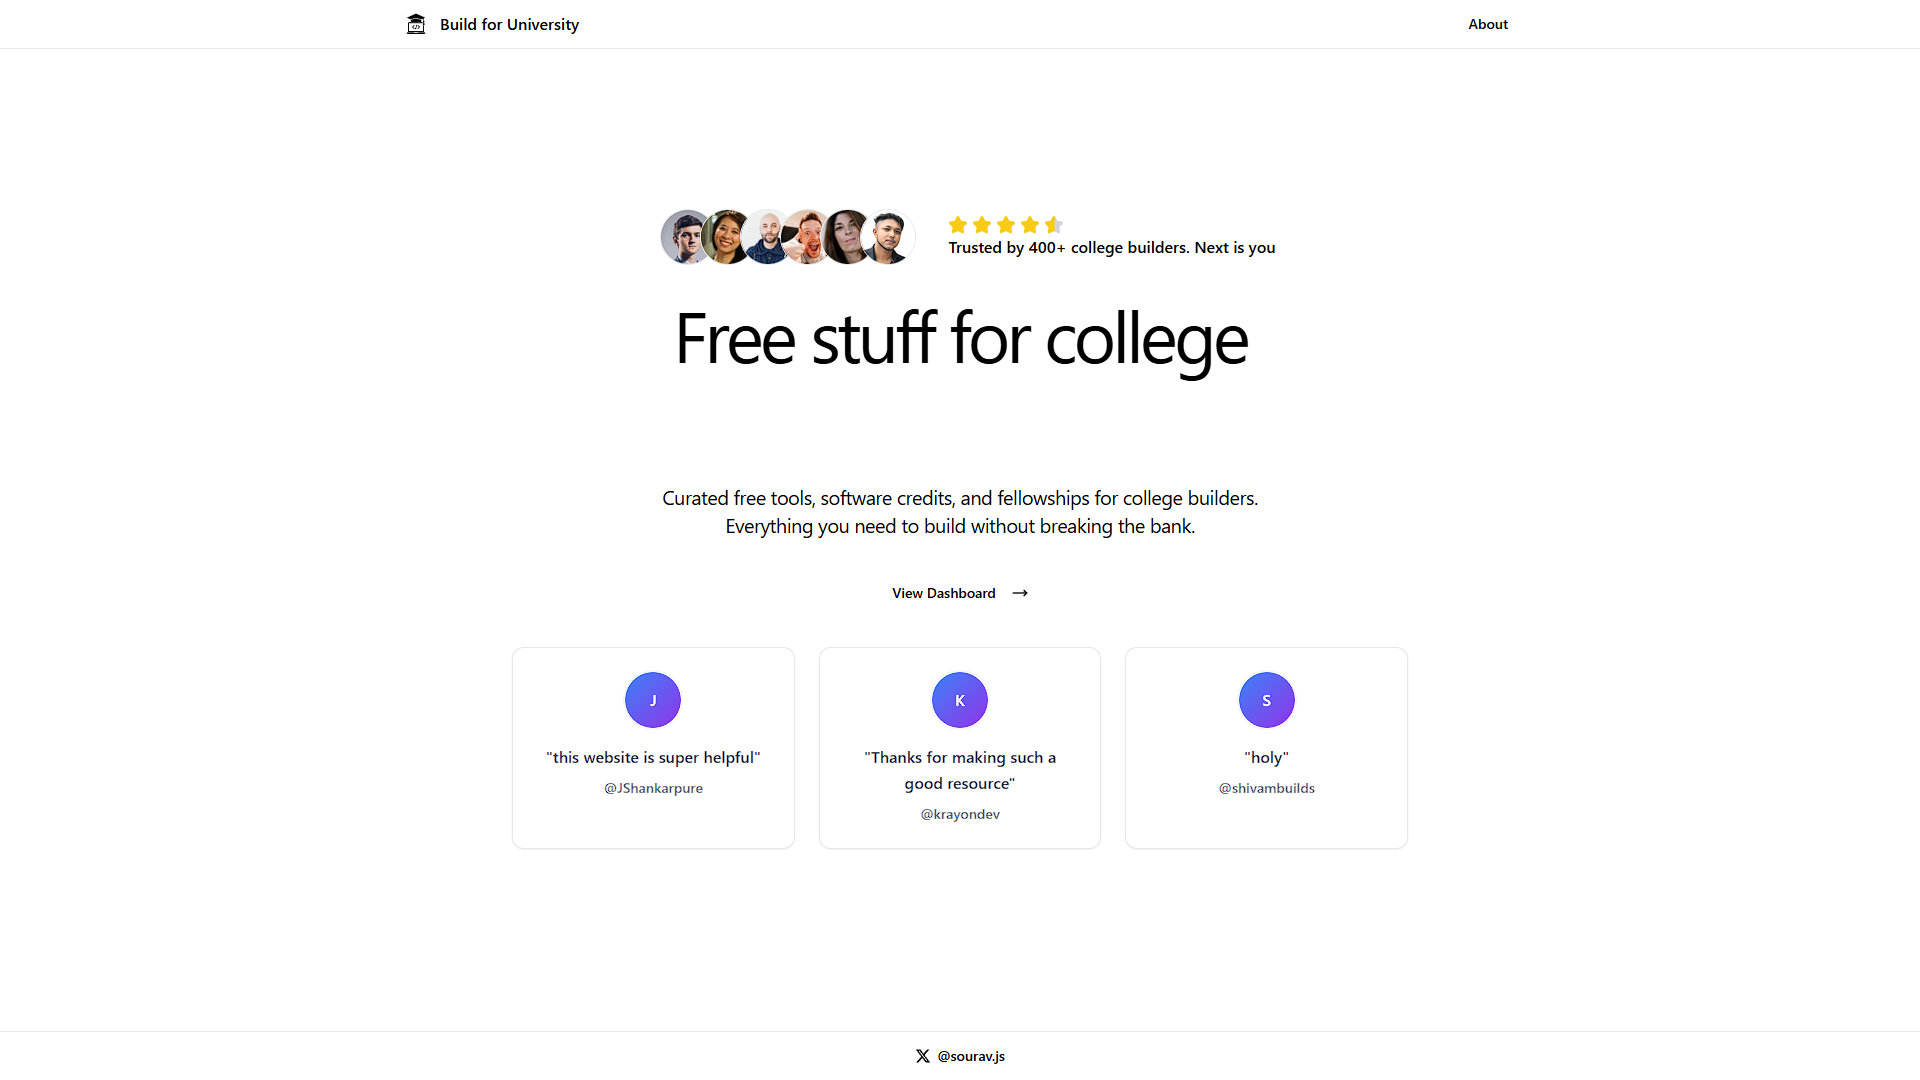 Build for University
About
Trusted by 400+ college builders. Next is you
Free stuff for college
Curated free tools, software credits, and fellowships for college builders.
Everything you need to build without breaking the bank.
View Dashboard →
J
"this website is super helpful"
@JShankarpure
K
"Thanks for making such a
good resource"
@krayondev
S
"holy"
@shivambuilds
@sourav.js